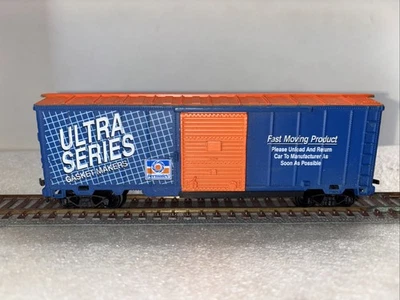 ULTRA
SERIES
GASKET MAKERS
Fast Moving Product
Please Unload And Return
Car To Manufacturer As
Soon As Possible